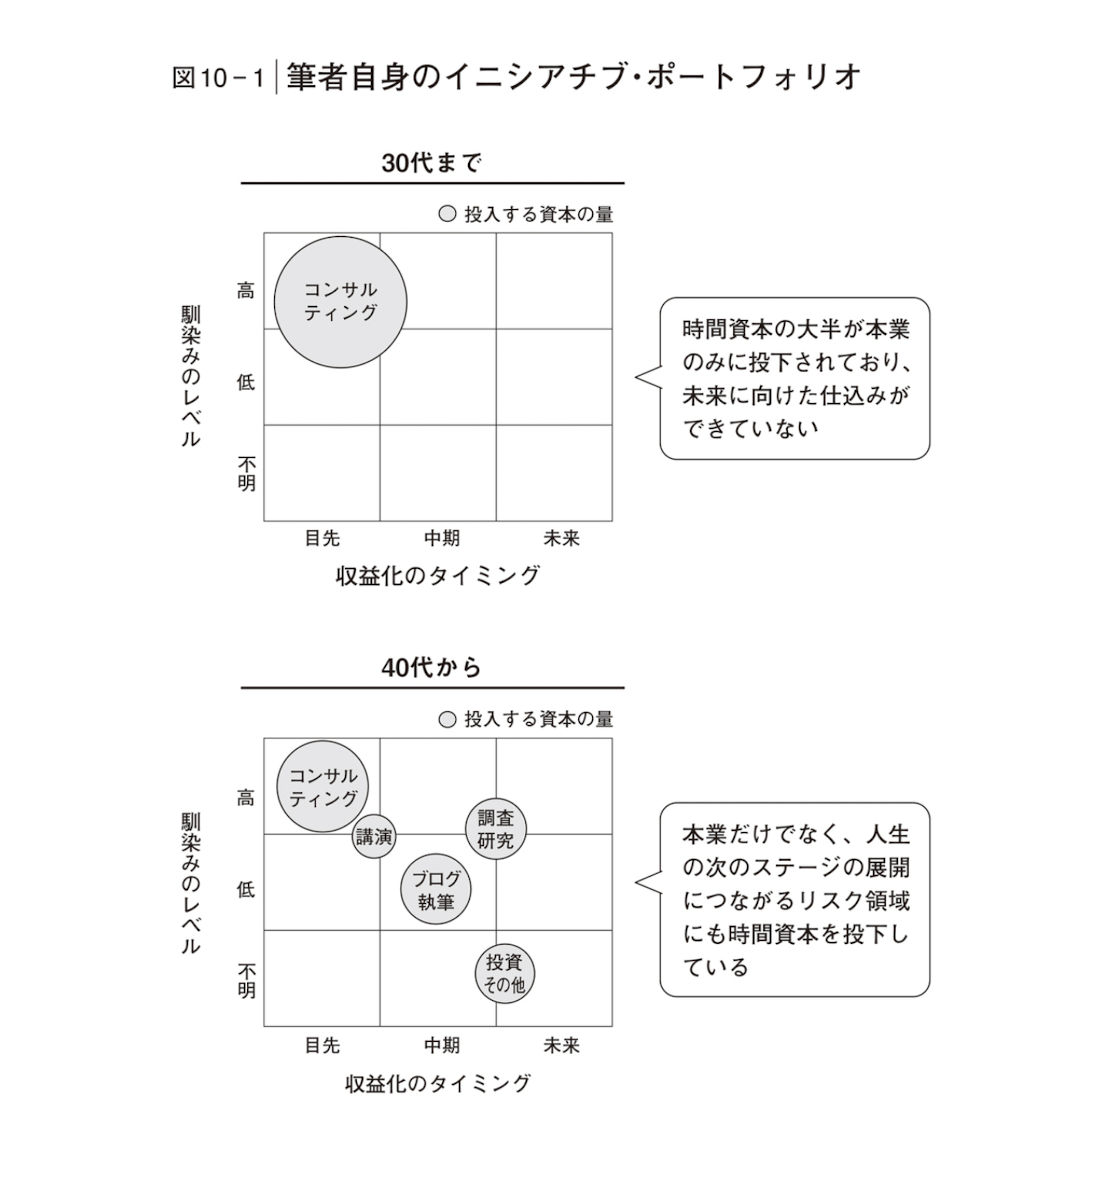 図10－1｜筆者自身のイニシアチブ・ポートフォリオ
30代まで
投入する資本の量
馴染みのレベル
高
低
不明
コンサル
ティング
目先
中期
未来
収益化のタイミング
時間資本の大半が本業
のみに投下されており、
未来に向けた仕込みが
できていない
40代から
投入する資本の量
馴染みのレベル
高
低
不明
コンサル
ティング
講演
調査
研究
ブログ
執筆
投資
その他
目先
中期
未来
収益化のタイミング
本業だけでなく、人生
の次のステージの展開
につながるリスク領域
にも時間資本を投下し
ている